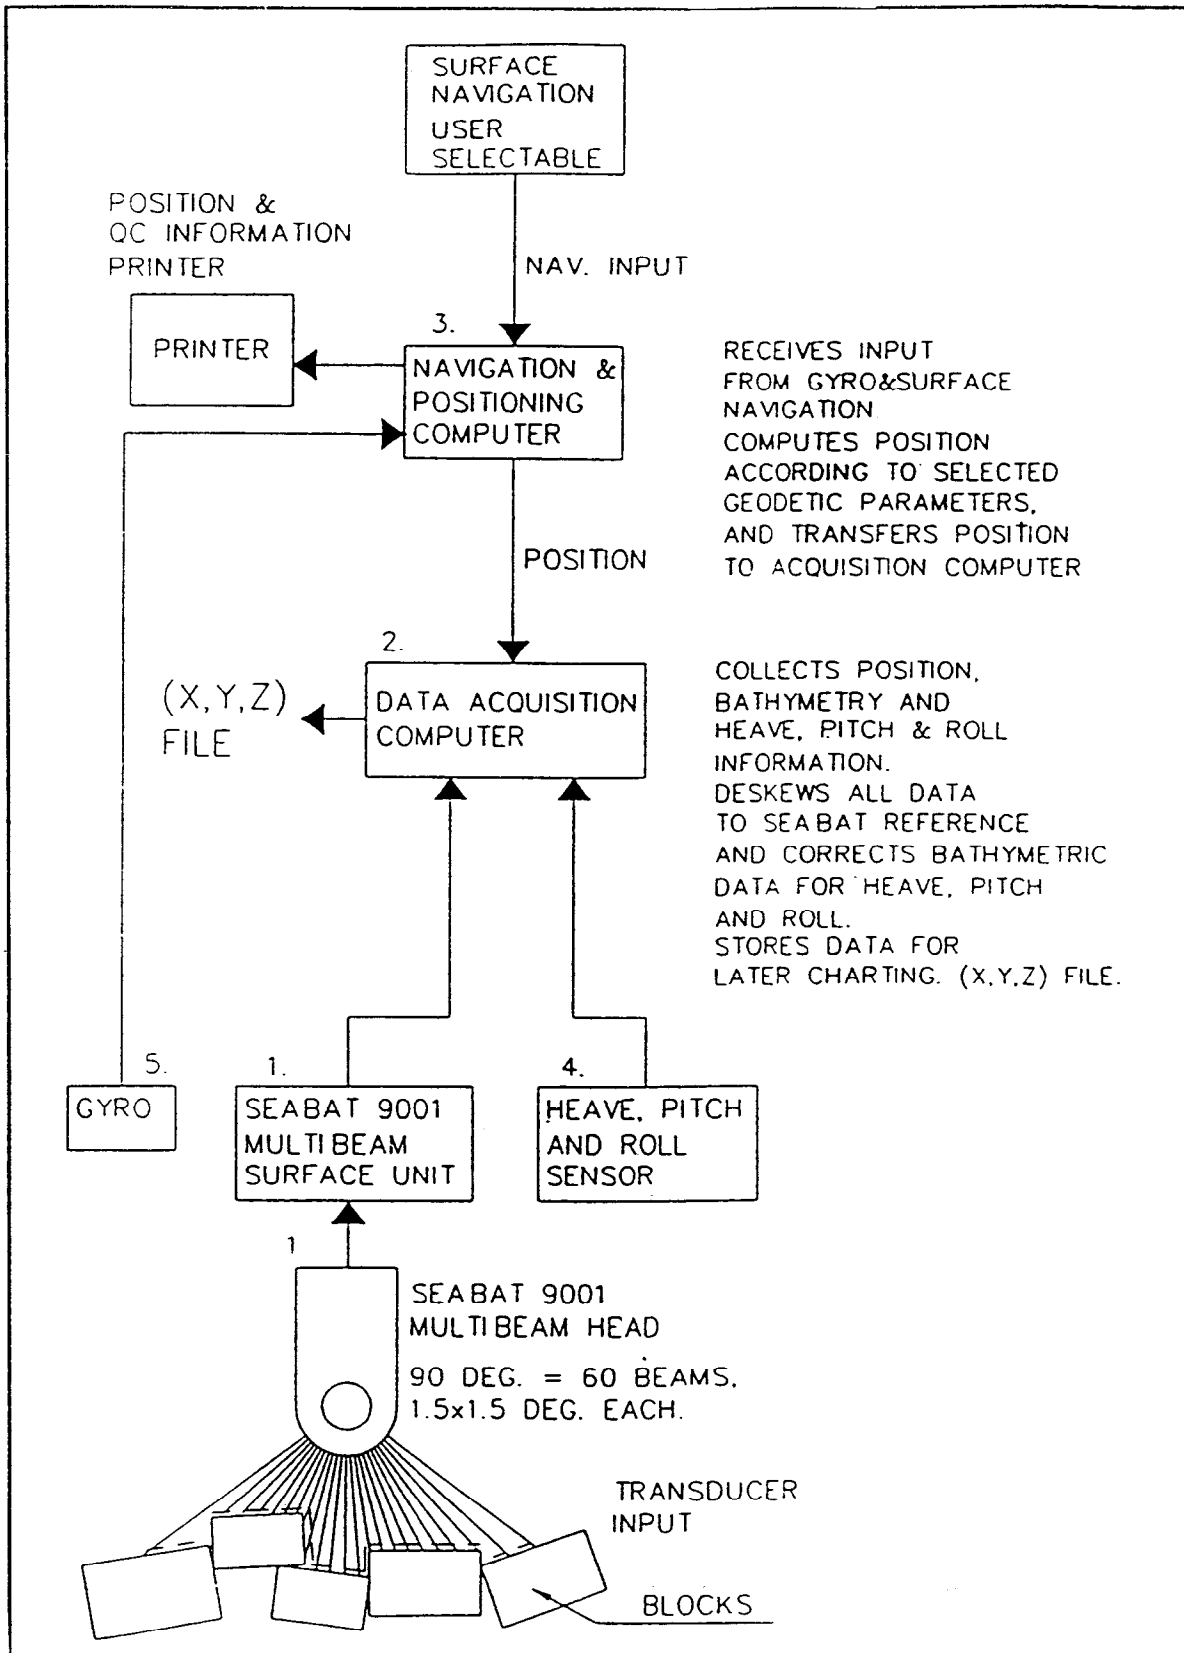 SURFACE
NAVIGATION
USER
SELECTABLE
POSITION &
QC INFORMATION
PRINTER
NAV. INPUT
PRINTER
3.
NAVIGATION &
POSITIONING
COMPUTER
RECEIVES INPUT
FROM GYRO&SURFACE
NAVIGATION
COMPUTES POSITION
ACCORDING TO SELECTED
GEODETIC PARAMETERS,
AND TRANSFERS POSITION
TO ACQUISITION COMPUTER
POSITION
2.
(X,Y,Z)
FILE
DATA ACQUISITION
COMPUTER
COLLECTS POSITION,
BATHYMETRY AND
HEAVE, PITCH & ROLL
INFORMATION.
DESKEWS ALL DATA
TO SEABAT REFERENCE
AND CORRECTS BATHYMETRIC
DATA FOR HEAVE, PITCH
AND ROLL.
STORES DATA FOR
LATER CHARTING. (X,Y,Z) FILE.
5.
GYRO
1.
SEABAT 9001
MULTIBEAM
SURFACE UNIT
4.
HEAVE, PITCH
AND ROLL
SENSOR
1
SEABAT 9001
MULTIBEAM HEAD
90 DEG. = 60 BEAMS,
1.5x1.5 DEG. EACH.
TRANSDUCER
INPUT
BLOCKS